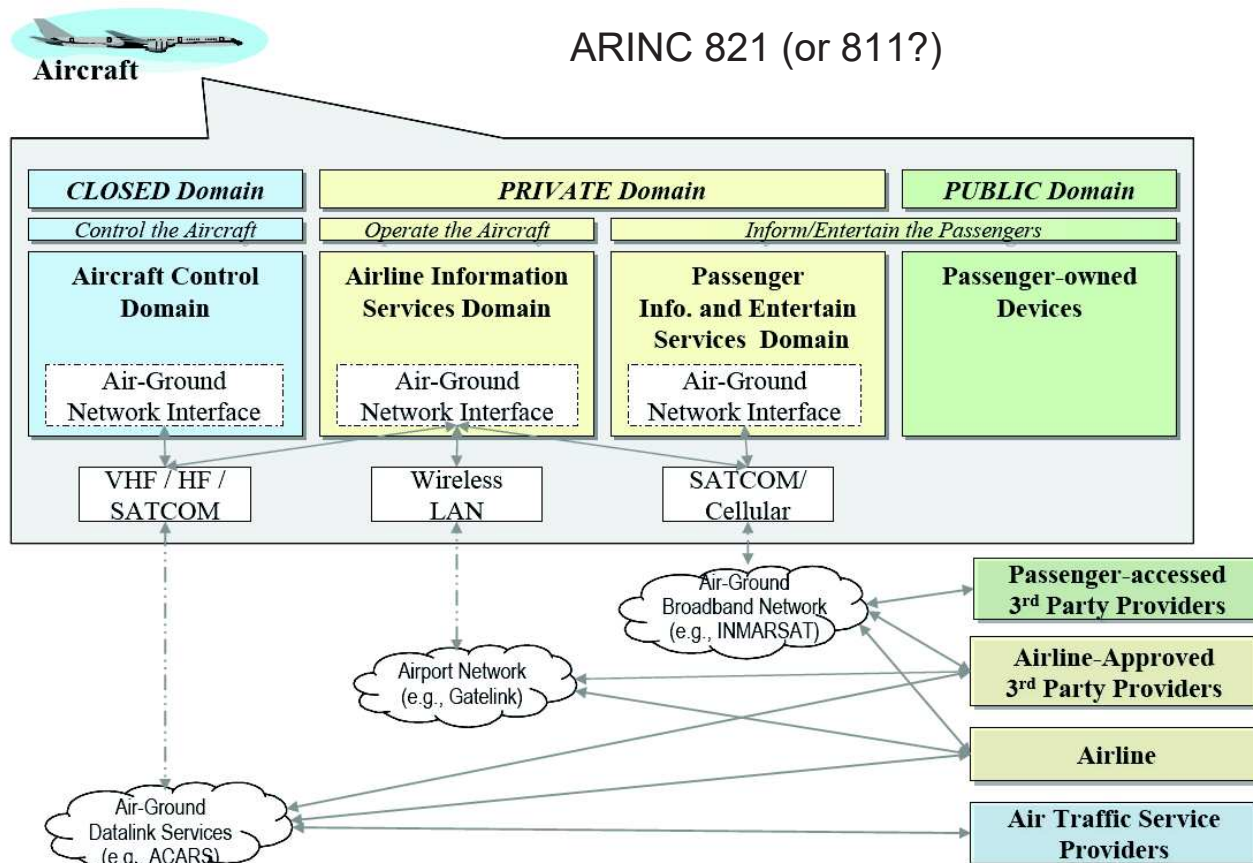 ARINC 821 (or 811?)
Aircraft
CLOSED Domain
PRIVATE Domain
PUBLIC Domain
Control the Aircraft
Operate the Aircraft
Inform/Entertain the Passengers
Aircraft Control
Domain
Airline Information
Services Domain
Passenger
Info. and Entertain
Services Domain
Passenger-owned
Devices
Air-Ground
Network Interface
Air-Ground
Network Interface
Air-Ground
Network Interface
VHF / HF /
SATCOM
Wireless
LAN
SATCOM/
Cellular
Air-Ground
Broadband Network
(e.g., INMARSAT)
Passenger-accessed
3rd Party Providers
Airport Network
(e.g., Gatelink)
Airline-Approved
3rd Party Providers
Airline
Air-Ground
Datalink Services
(e.g., ACARS)
Air Traffic Service
Providers